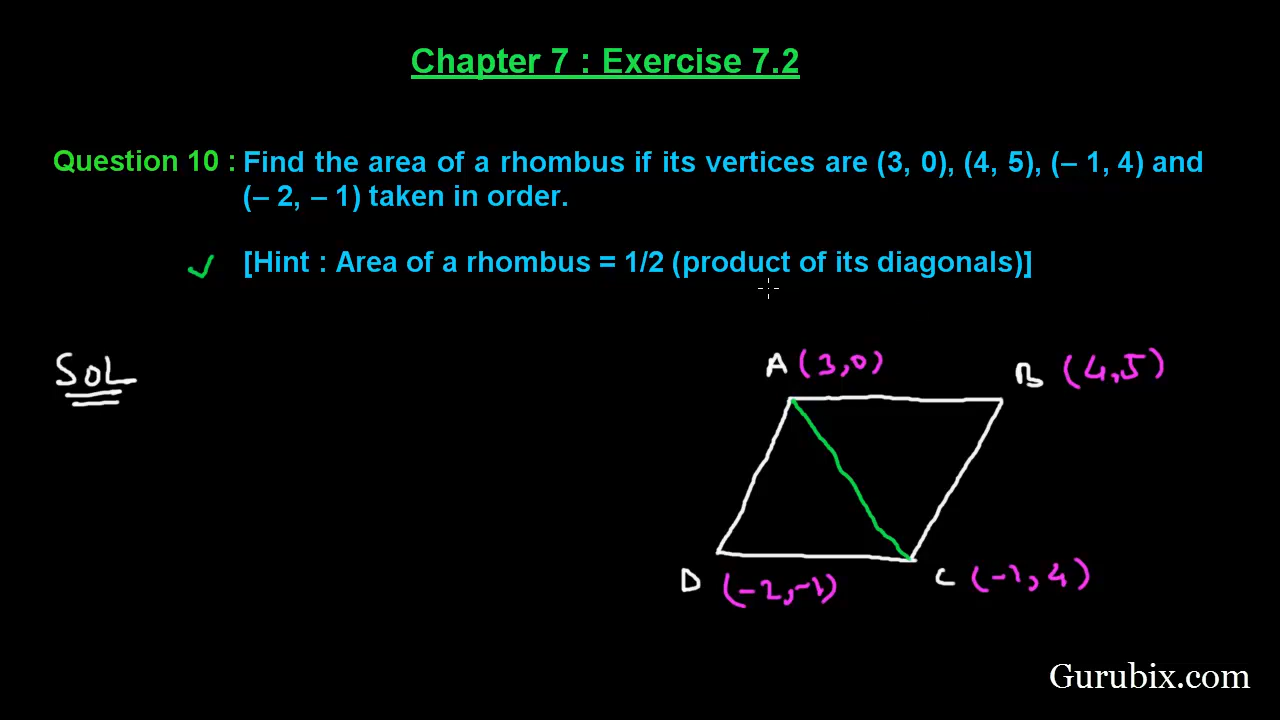 Chapter 7 : Exercise 7.2
Question 10 : Find the area of a rhombus if its vertices are (3, 0), (4, 5), (– 1, 4) and
(– 2, – 1) taken in order.
[Hint : Area of a rhombus = 1/2 (product of its diagonals)]
SOL
A (3,0)
B (4,5)
D (-2,-1)
C (-1,4)
Gurubix.com